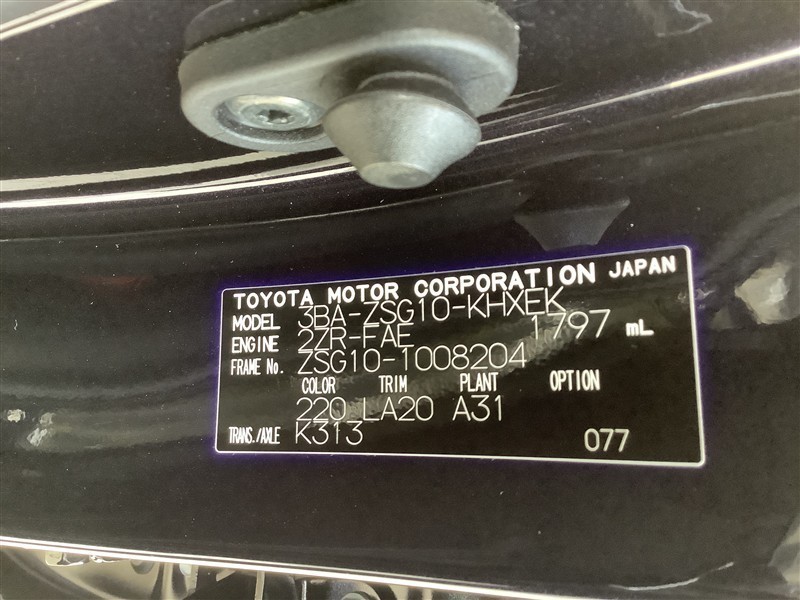 TOYOTA MOTOR CORPORATION JAPAN
MODEL 3BA-ZSG10-KHXEK
ENGINE 2ZR-FAE 1797 mL
FRAME No. ZSG10-1008204
COLOR TRIM PLANT OPTION
220 LA20 A31
TRANS./AXLE K313 077